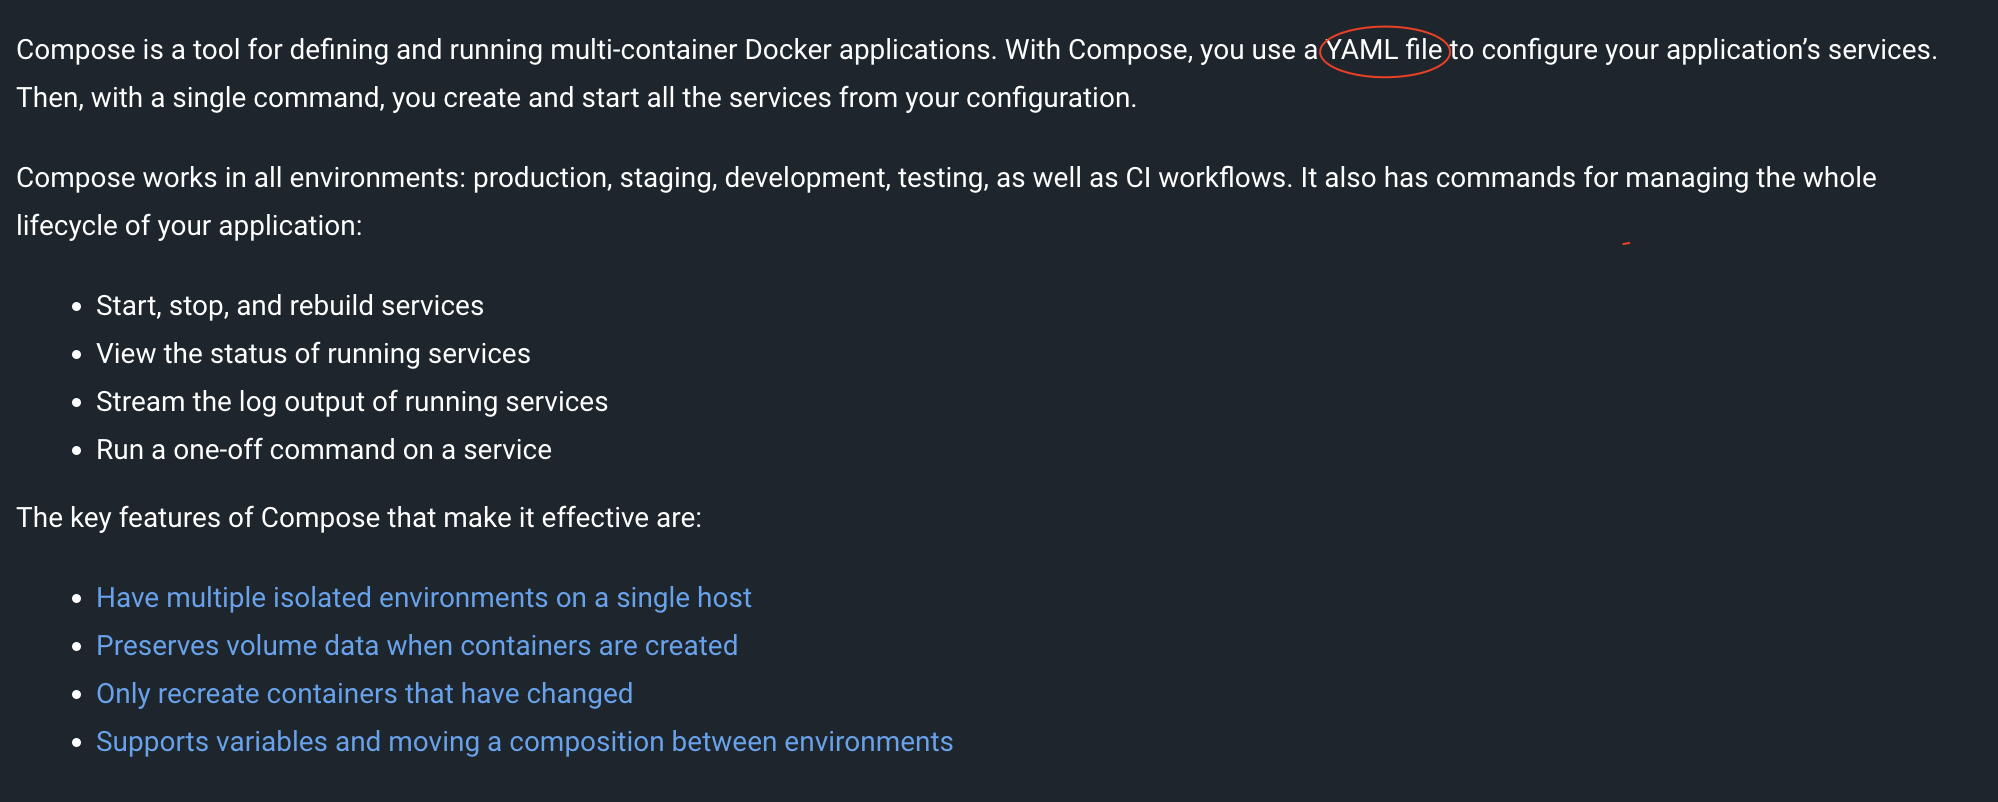 Compose is a tool for defining and running multi-container Docker applications. With Compose, you use a YAML file to configure your application’s services.
Then, with a single command, you create and start all the services from your configuration.
Compose works in all environments: production, staging, development, testing, as well as CI workflows. It also has commands for managing the whole
lifecycle of your application:
• Start, stop, and rebuild services
• View the status of running services
• Stream the log output of running services
• Run a one-off command on a service
The key features of Compose that make it effective are:
• Have multiple isolated environments on a single host
• Preserves volume data when containers are created
• Only recreate containers that have changed
• Supports variables and moving a composition between environments